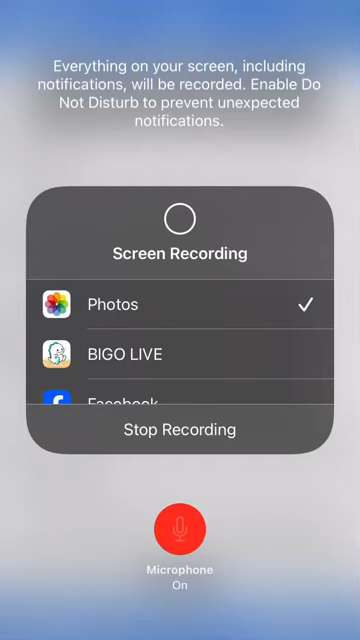 Everything on your screen, including
notifications, will be recorded. Enable Do
Not Disturb to prevent unexpected
notifications.
Screen Recording
Photos
BIGO LIVE
Facebook
Stop Recording
Microphone
On